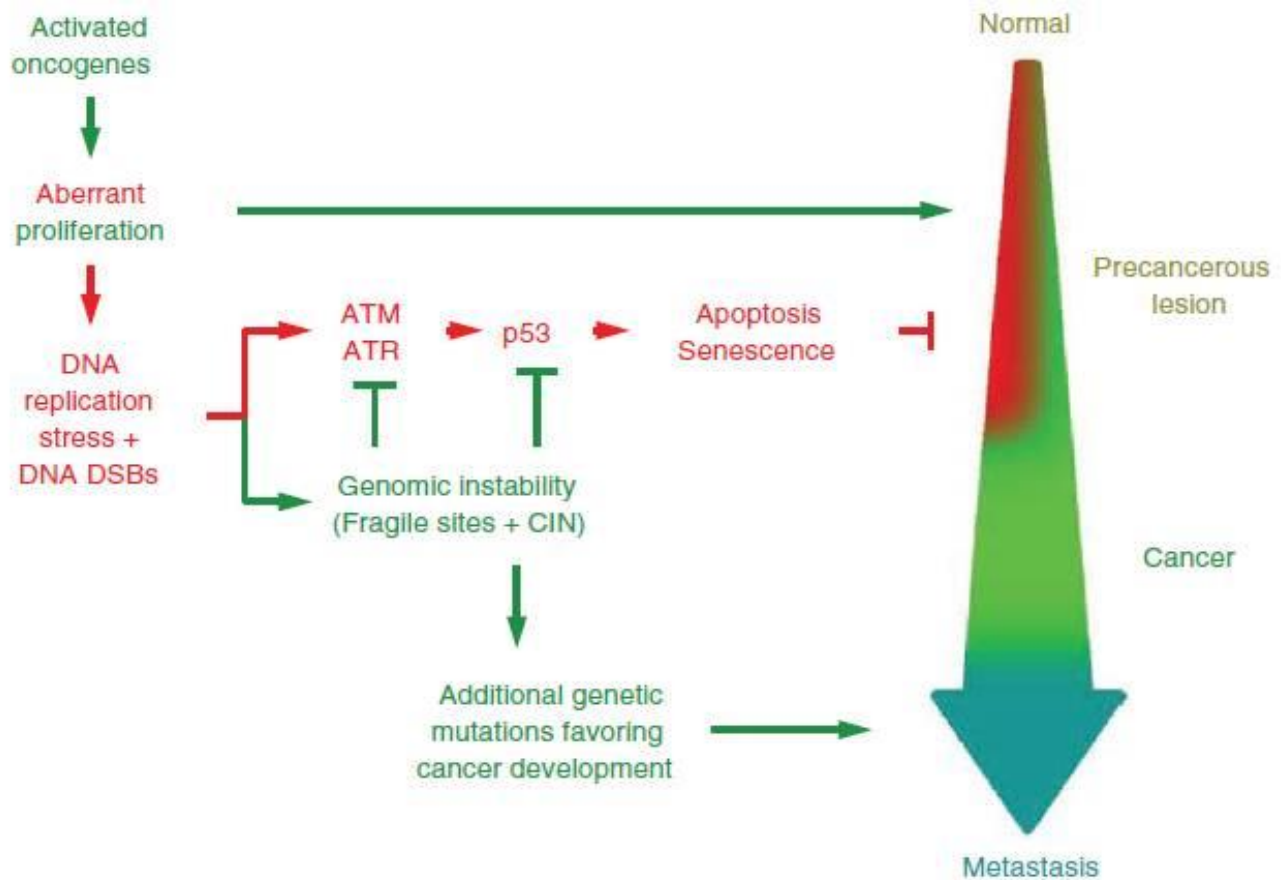 Activated
oncogenes
Normal
Aberrant
proliferation
Precancerous
lesion
ATM
ATR
p53
Apoptosis
Senescence
DNA
replication
stress +
DNA DSBs
Genomic instability
(Fragile sites + CIN)
Cancer
Additional genetic
mutations favoring
cancer development
Metastasis